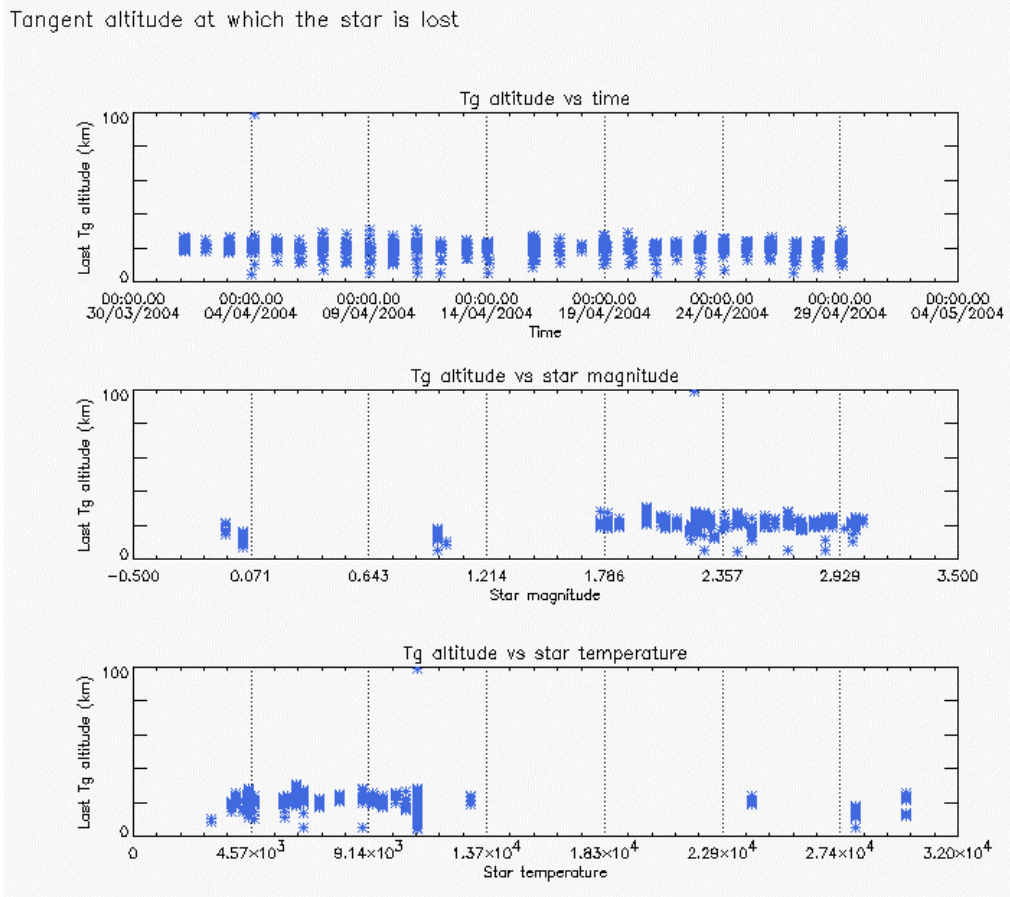 Tangent altitude at which the star is lost
Tg altitude vs time
100
Last Tg altitude (km)
0
00:00.00 00:00.00 00:00.00 00:00.00 00:00.00 00:00.00 00:00.00 00:00.00
30/03/2004 04/04/2004 09/04/2004 14/04/2004 19/04/2004 24/04/2004 29/04/2004 04/05/2004
Time
Tg altitude vs star magnitude
100
Last Tg altitude (km)
0
-0.500 0.071 0.643 1.214 1.786 2.357 2.929 3.500
Star magnitude
Tg altitude vs star temperature
100
Last Tg altitude (km)
0
0 4.57×10³ 9.14×10³ 1.37×10⁴ 1.83×10⁴ 2.29×10⁴ 2.74×10⁴ 3.20×10⁴
Star temperature